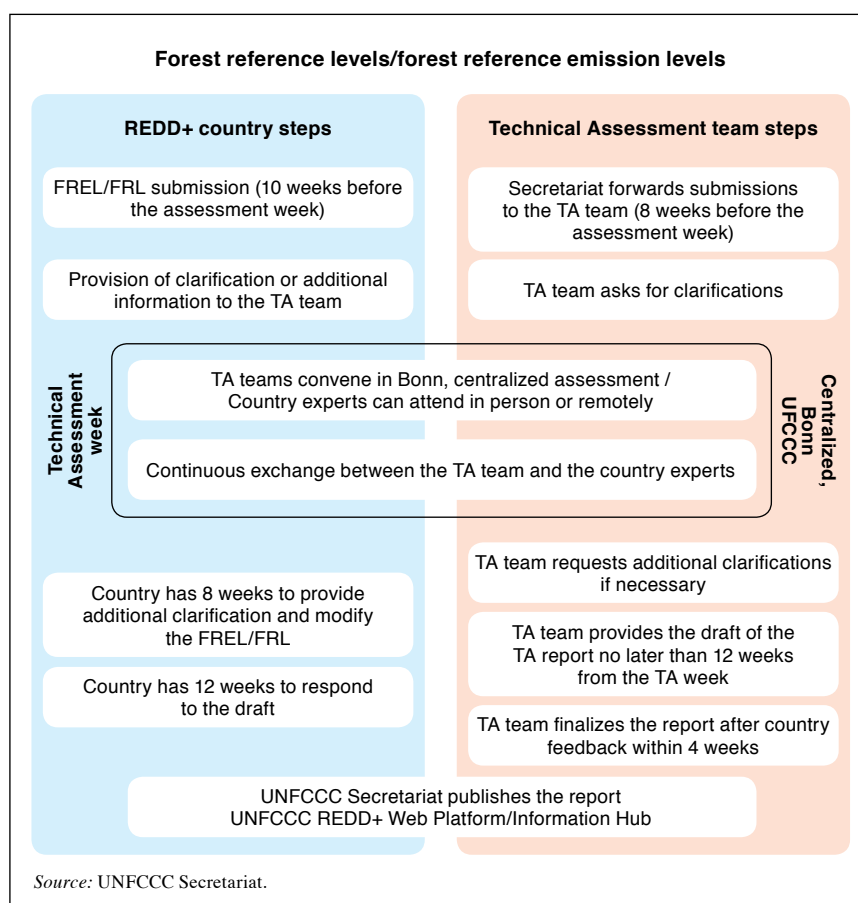 Forest reference levels/forest reference emission levels
REDD+ country steps
FREL/FRL submission (10 weeks before
the assessment week)
Provision of clarification or additional
information to the TA team
Technical Assessment team steps
Secretariat forwards submissions
to the TA team (8 weeks before the
assessment week)
TA team asks for clarifications
Technical
Assessment
week
TA teams convene in Bonn, centralized assessment /
Country experts can attend in person or remotely
Continuous exchange between the TA team and the country experts
Centralized,
Bonn
UFCCC
Country has 8 weeks to provide
additional clarification and modify
the FREL/FRL
Country has 12 weeks to respond
to the draft
TA team requests additional clarifications
if necessary
TA team provides the draft of the
TA report no later than 12 weeks
from the TA week
TA team finalizes the report after country
feedback within 4 weeks
UNFCCC Secretariat publishes the report
UNFCCC REDD+ Web Platform/Information Hub
Source: UNFCCC Secretariat.